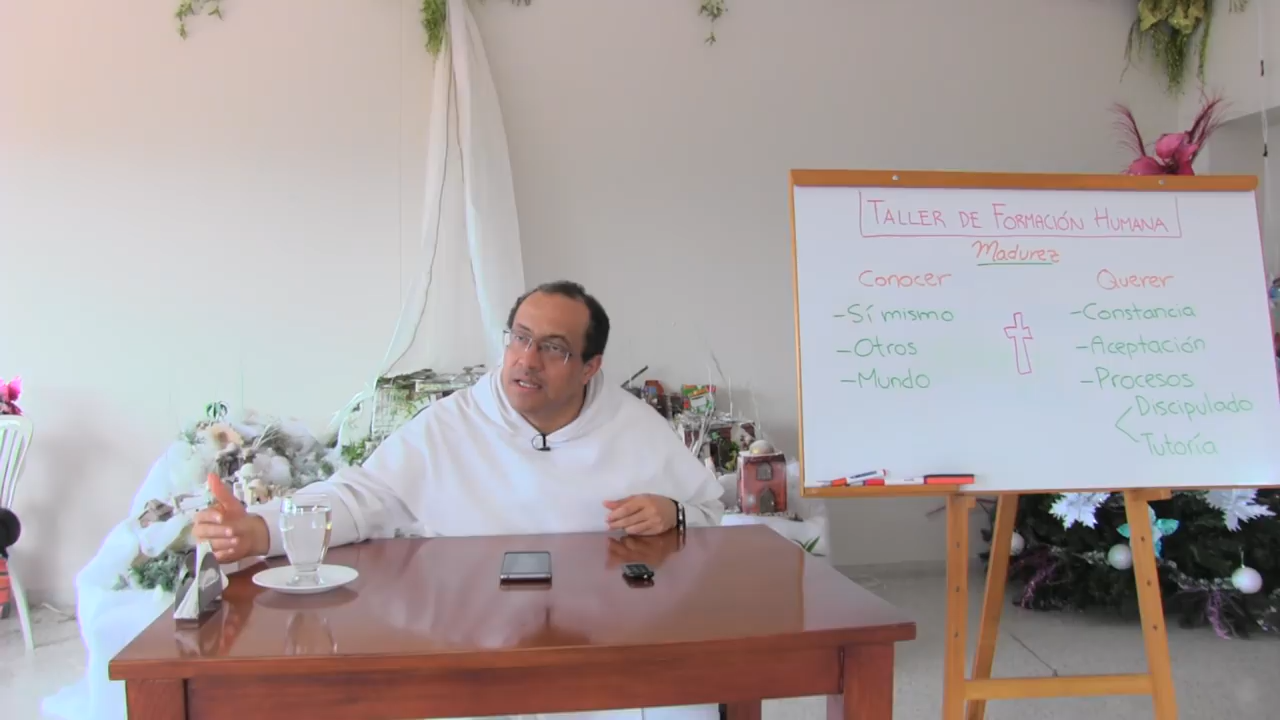 TALLER DE FORMACIÓN HUMANA
Madurez
Conocer
-Sí mismo
-Otros
-Mundo
Querer
-Constancia
-Aceptación
-Procesos
Discipulado
Tutoría